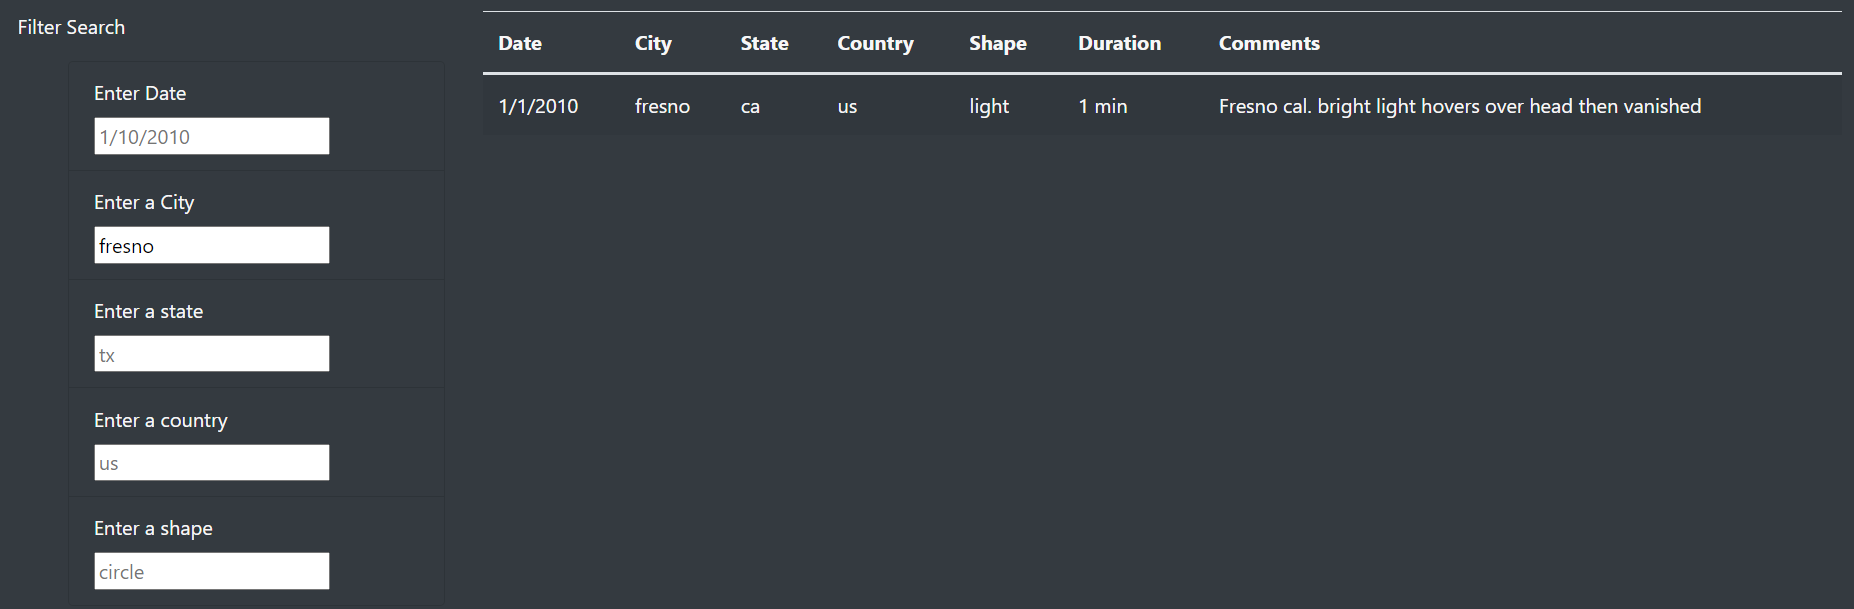 Filter Search
Enter Date
1/10/2010
Enter a City
fresno
Enter a state
tx
Enter a country
us
Enter a shape
circle
Date City State Country Shape Duration Comments
1/1/2010 fresno ca us light 1 min Fresno cal. bright light hovers over head then vanished